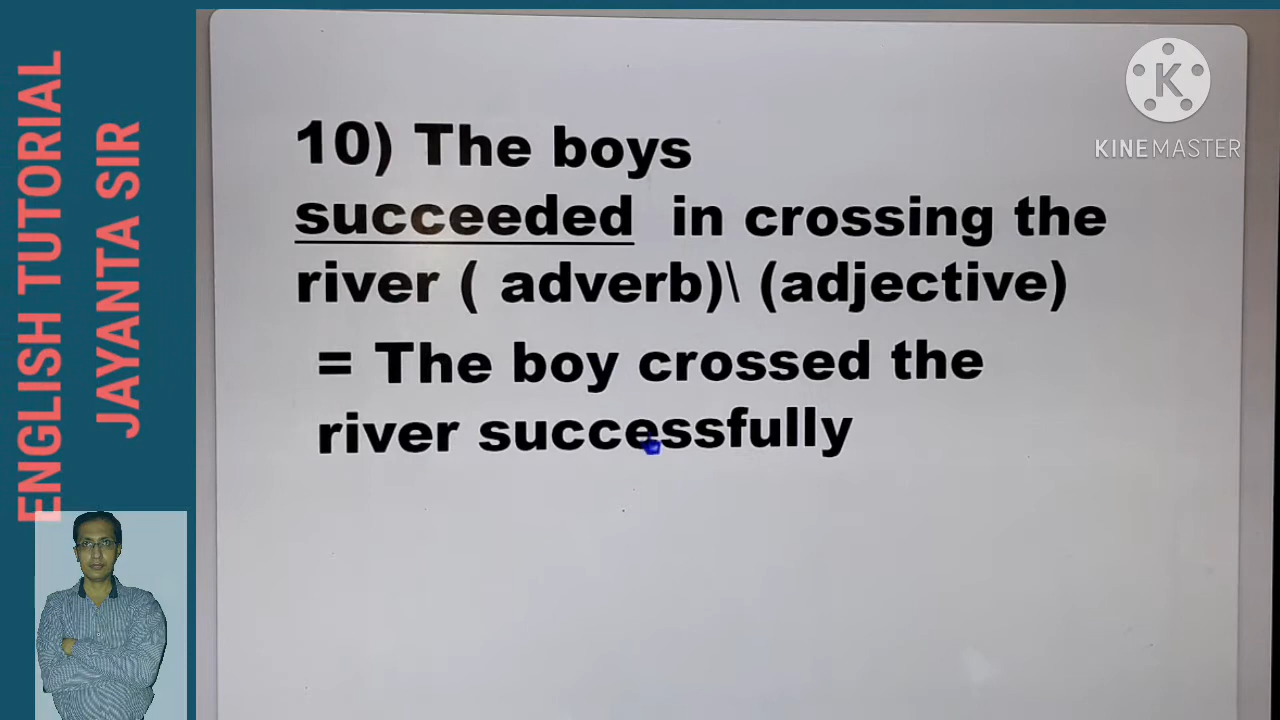 ENGLISH TUTORIAL
JAYANTA SIR
K
KINEMASTER
10) The boys
succeeded in crossing the
river ( adverb)\ (adjective)
= The boy crossed the
river successfully